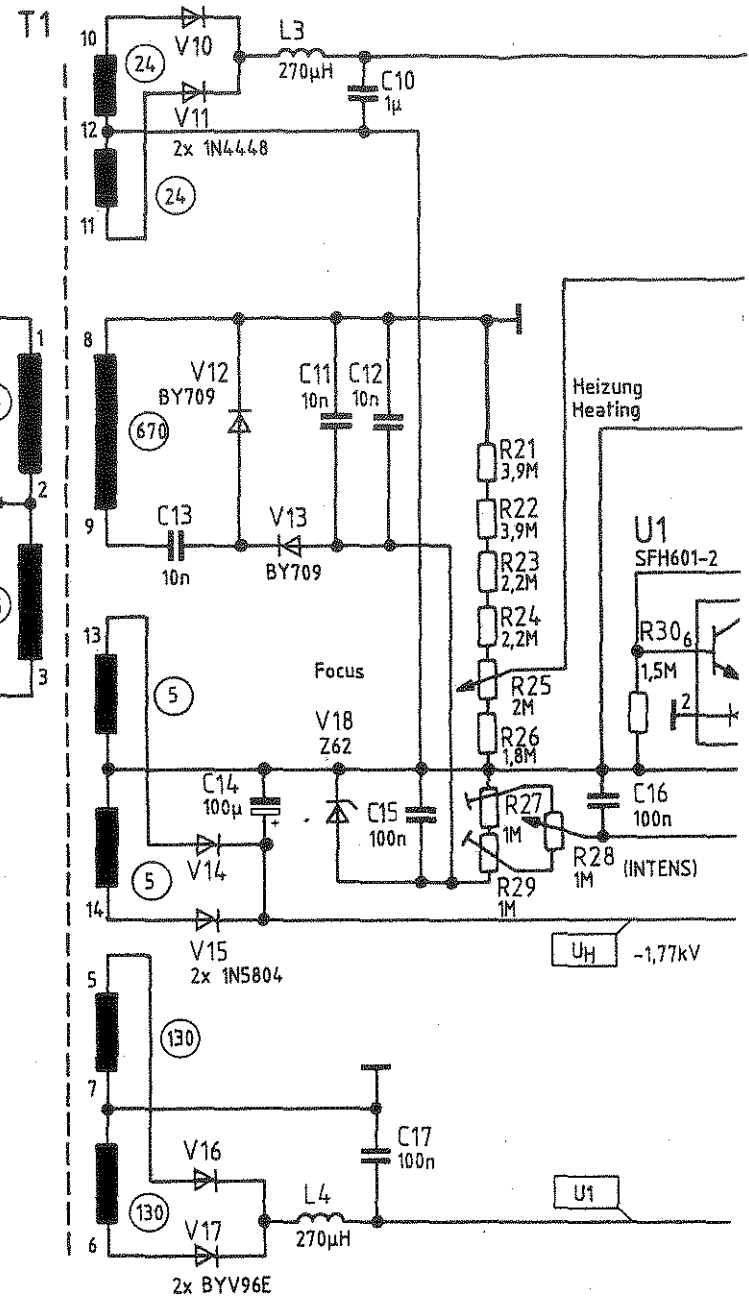 T1
10
V10
L3
24
270µH
C10
1µ
V11
12
2x 1N4448
24
11
1
8
V12
BY709
C11
10n
C12
10n
Heizung
Heating
670
R21
3,9M
2
9
C13
10n
V13
BY709
R22
3,9M
U1
SFH601-2
R23
2,2M
13
R24
2,2M
R30
6
1,5M
3
Focus
5
R25
2M
2
V18
Z62
R26
1,8M
C14
100µ
+
C15
100n
R27
1M
C16
100n
V14
5
R28
1M
(INTENS)
R29
1M
14
V15
2x 1N5804
UH
-1,77kV
5
130
7
C17
100n
V16
130
L4
270µH
U1
V17
6
2x BYV96E